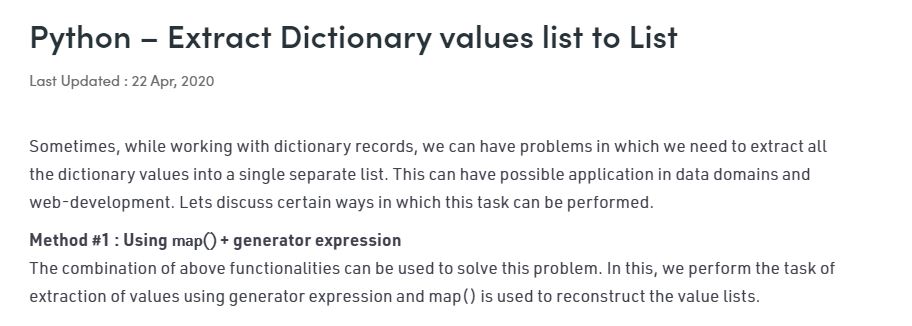 Python – Extract Dictionary values list to List
Last Updated : 22 Apr, 2020
Sometimes, while working with dictionary records, we can have problems in which we need to extract all
the dictionary values into a single separate list. This can have possible application in data domains and
web-development. Lets discuss certain ways in which this task can be performed.
Method #1 : Using map() + generator expression
The combination of above functionalities can be used to solve this problem. In this, we perform the task of
extraction of values using generator expression and map() is used to reconstruct the value lists.